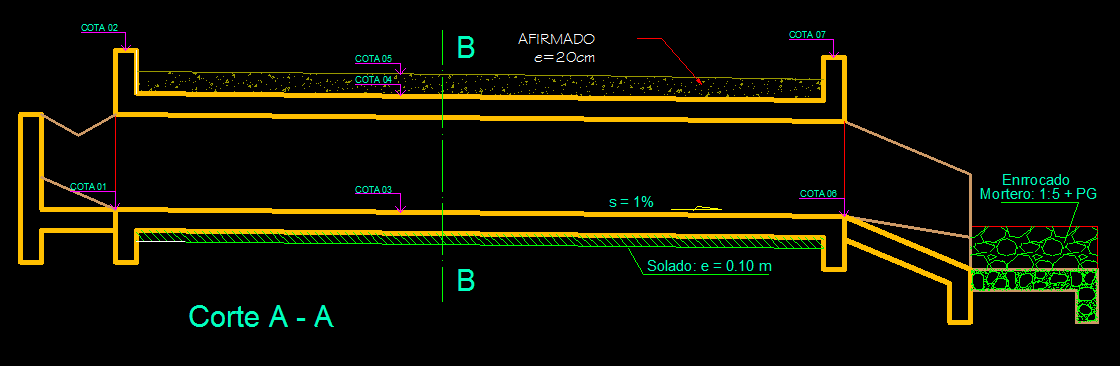 COTA 02
B
AFIRMADO
e=20cm
COTA 07
COTA 05
COTA 04
COTA 01
COTA 03
s = 1%
COTA 06
Enrrocado
Mortero: 1:5 + PG
Solado: e = 0.10 m
B
Corte A - A